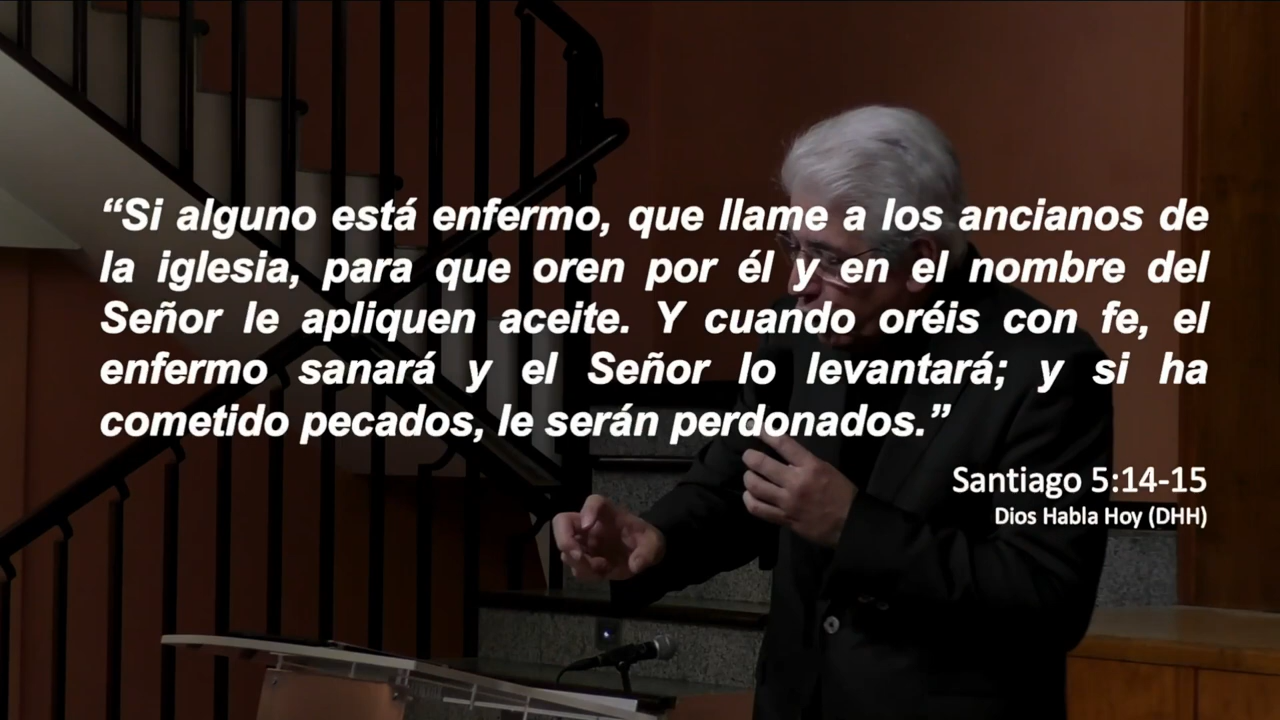 “Si alguno está enfermo, que llame a los ancianos de
la iglesia, para que oren por él y en el nombre del
Señor le apliquen aceite. Y cuando oréis con fe, el
enfermo sanará y el Señor lo levantará; y si ha
cometido pecados, le serán perdonados.”
Santiago 5:14-15
Dios Habla Hoy (DHH)